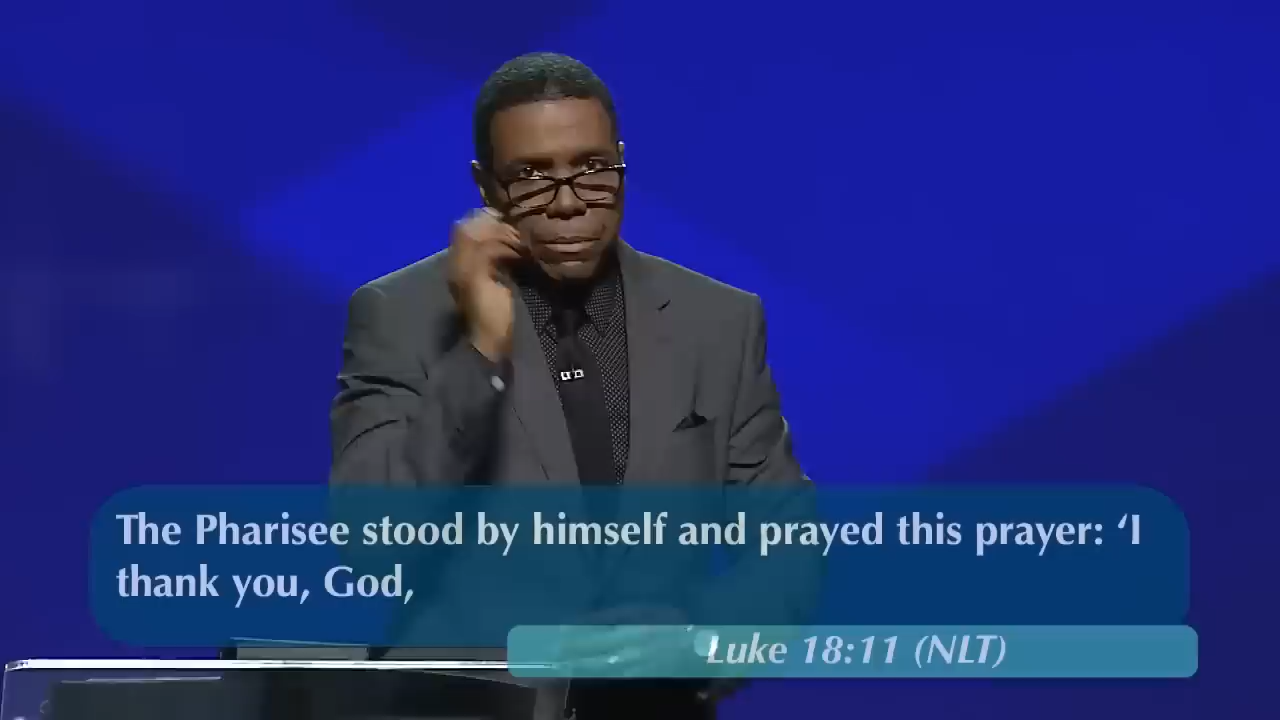 The Pharisee stood by himself and prayed this prayer: ‘I
thank you, God,
Luke 18:11 (NLT)